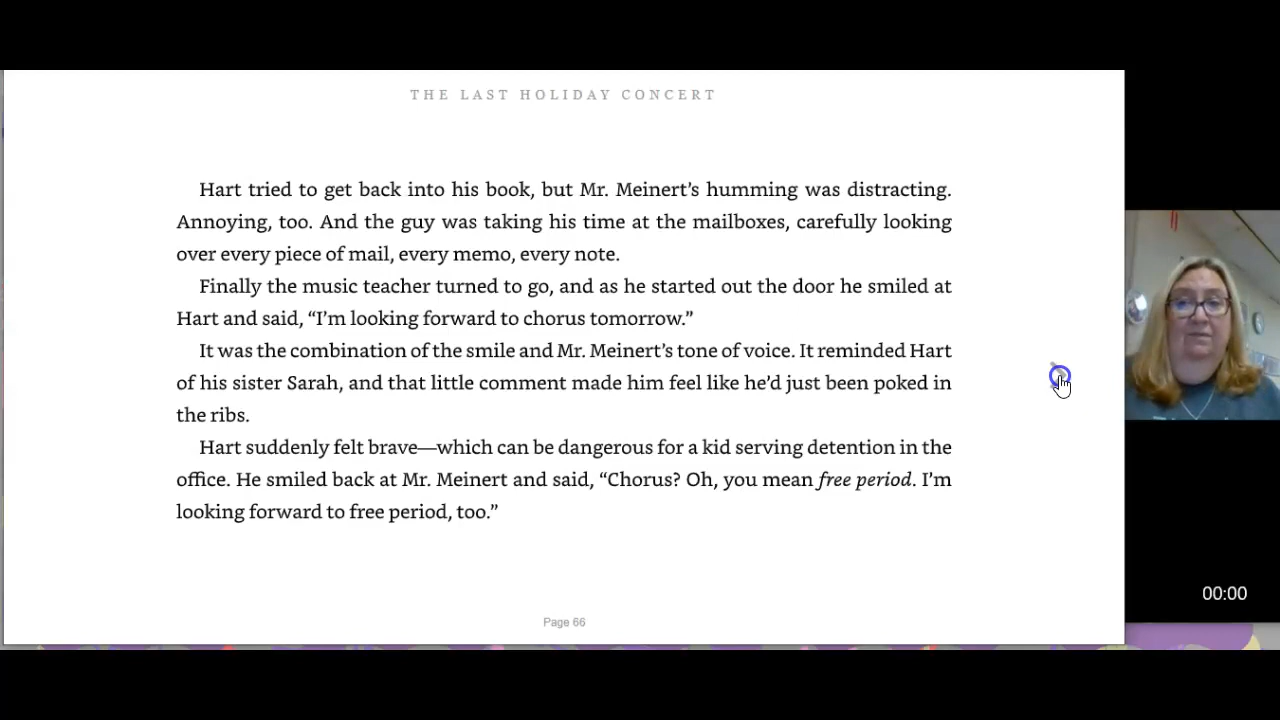 THE LAST HOLIDAY CONCERT
Hart tried to get back into his book, but Mr. Meinert’s humming was distracting.
Annoying, too. And the guy was taking his time at the mailboxes, carefully looking
over every piece of mail, every memo, every note.
Finally the music teacher turned to go, and as he started out the door he smiled at
Hart and said, “I’m looking forward to chorus tomorrow.”
It was the combination of the smile and Mr. Meinert’s tone of voice. It reminded Hart
of his sister Sarah, and that little comment made him feel like he’d just been poked in
the ribs.
Hart suddenly felt brave—which can be dangerous for a kid serving detention in the
office. He smiled back at Mr. Meinert and said, “Chorus? Oh, you mean free period. I’m
looking forward to free period, too.”
Page 66
00:00